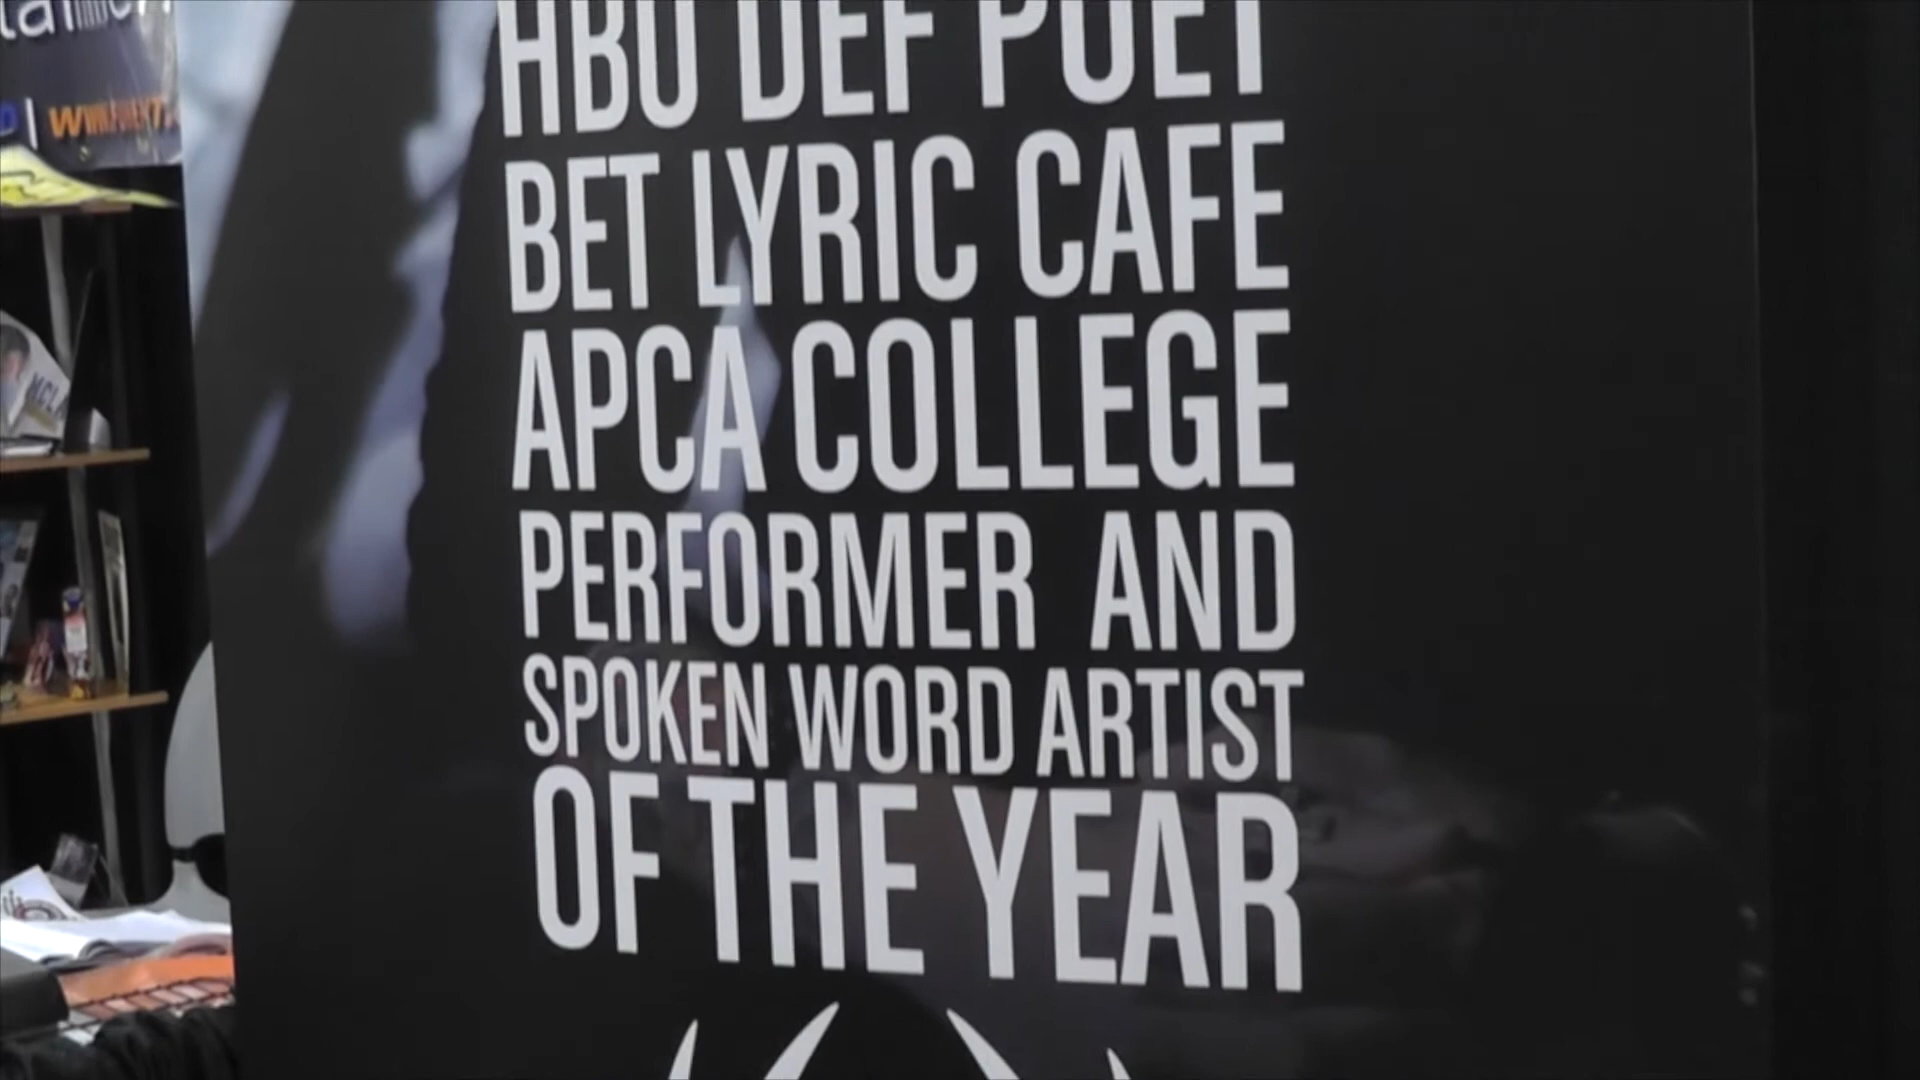 HBO DEF POET
BET LYRIC CAFE
APCA COLLEGE
PERFORMER AND
SPOKEN WORD ARTIST
OF THE YEAR